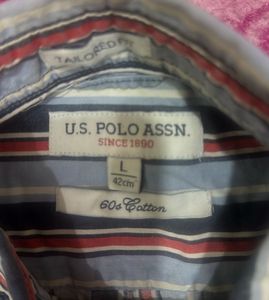 TAILORED FIT
U.S. POLO ASSN.
SINCE 1890
L
42cm
60s Cotton